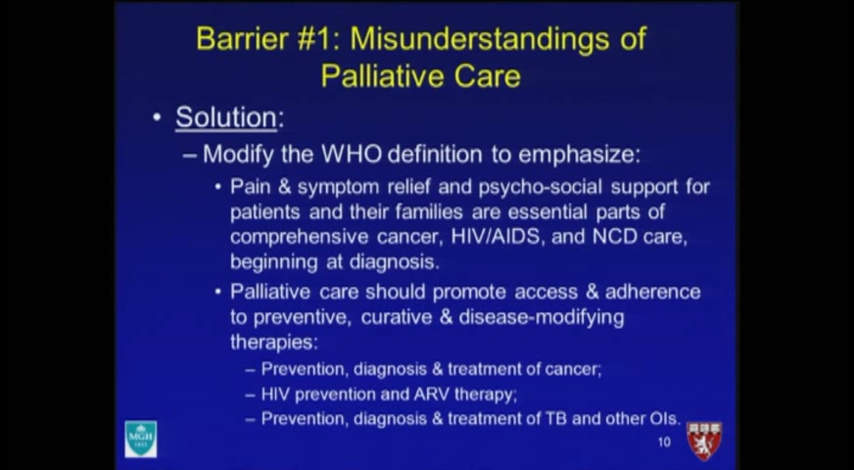 Barrier #1: Misunderstandings of
Palliative Care
• Solution:
– Modify the WHO definition to emphasize:
• Pain & symptom relief and psycho-social support for
patients and their families are essential parts of
comprehensive cancer, HIV/AIDS, and NCD care,
beginning at diagnosis.
• Palliative care should promote access & adherence
to preventive, curative & disease-modifying
therapies:
– Prevention, diagnosis & treatment of cancer;
– HIV prevention and ARV therapy;
– Prevention, diagnosis & treatment of TB and other OIs.
MGH
1811
10